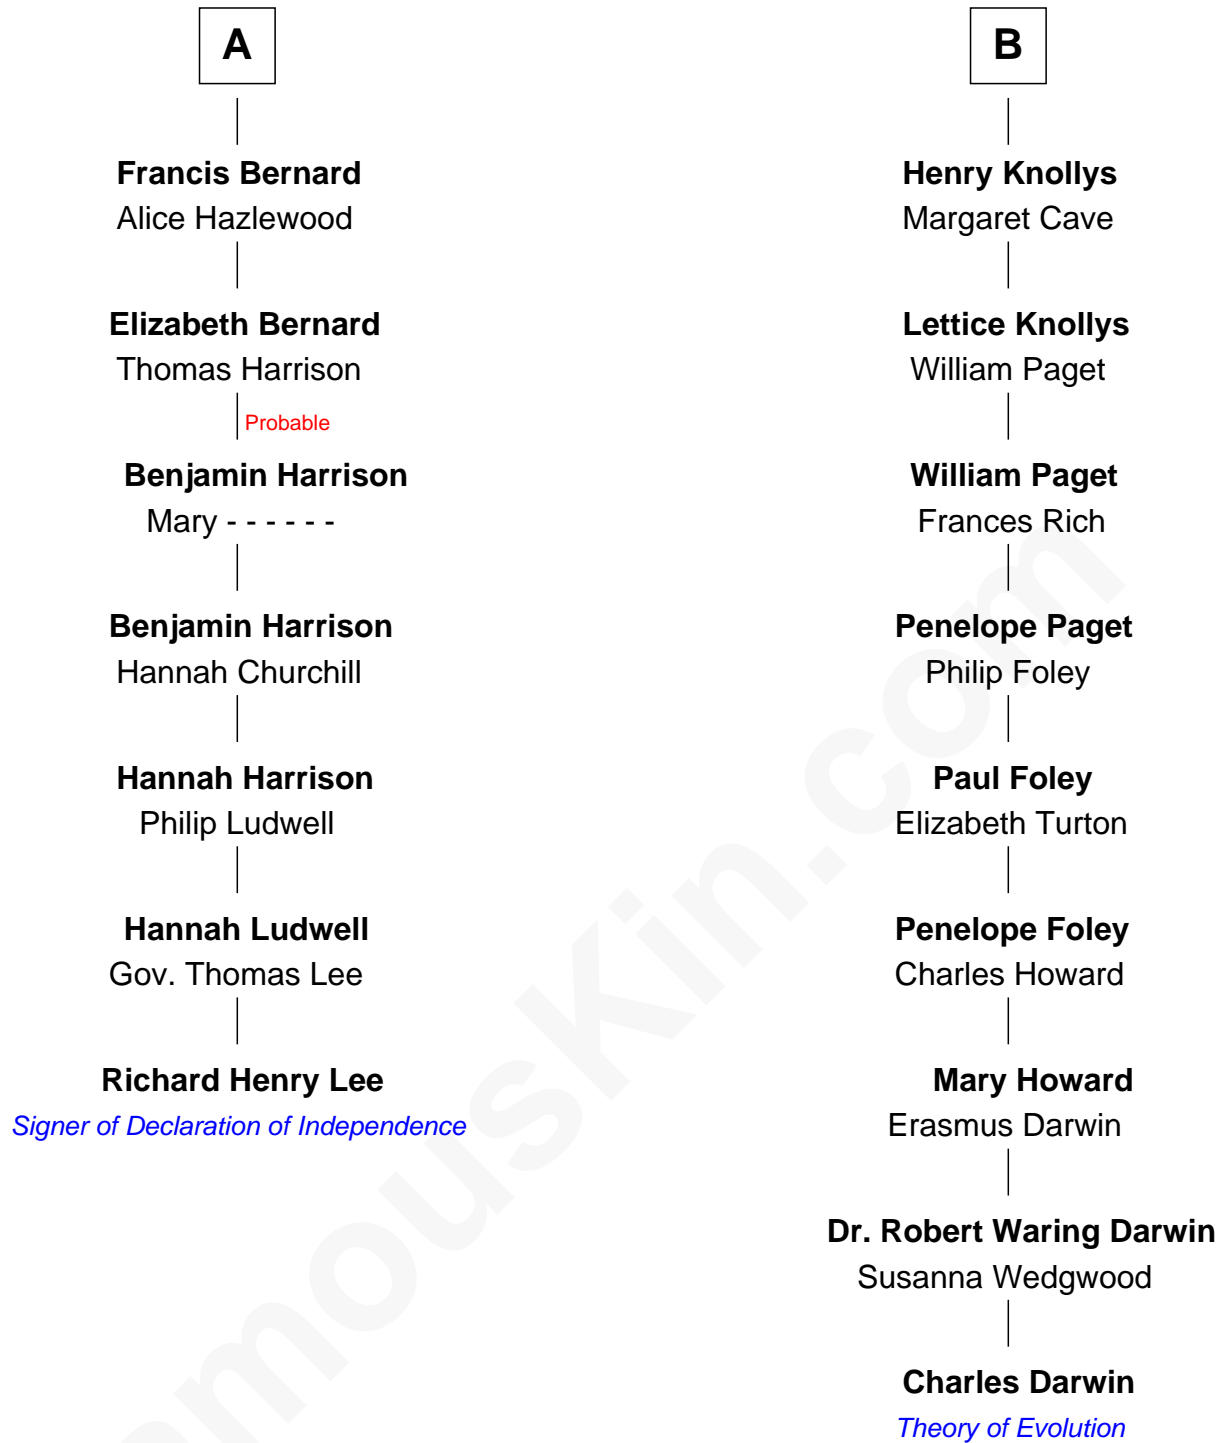 A
Francis Bernard
Alice Hazlewood
Elizabeth Bernard
Thomas Harrison
Probable
Benjamin Harrison
Mary - - - - - -
Benjamin Harrison
Hannah Churchill
Hannah Harrison
Philip Ludwell
Hannah Ludwell
Gov. Thomas Lee
Richard Henry Lee
Signer of Declaration of Independence
B
Henry Knollys
Margaret Cave
Lettice Knollys
William Paget
William Paget
Frances Rich
Penelope Paget
Philip Foley
Paul Foley
Elizabeth Turton
Penelope Foley
Charles Howard
Mary Howard
Erasmus Darwin
Dr. Robert Waring Darwin
Susanna Wedgwood
Charles Darwin
Theory of Evolution
amouskin.com